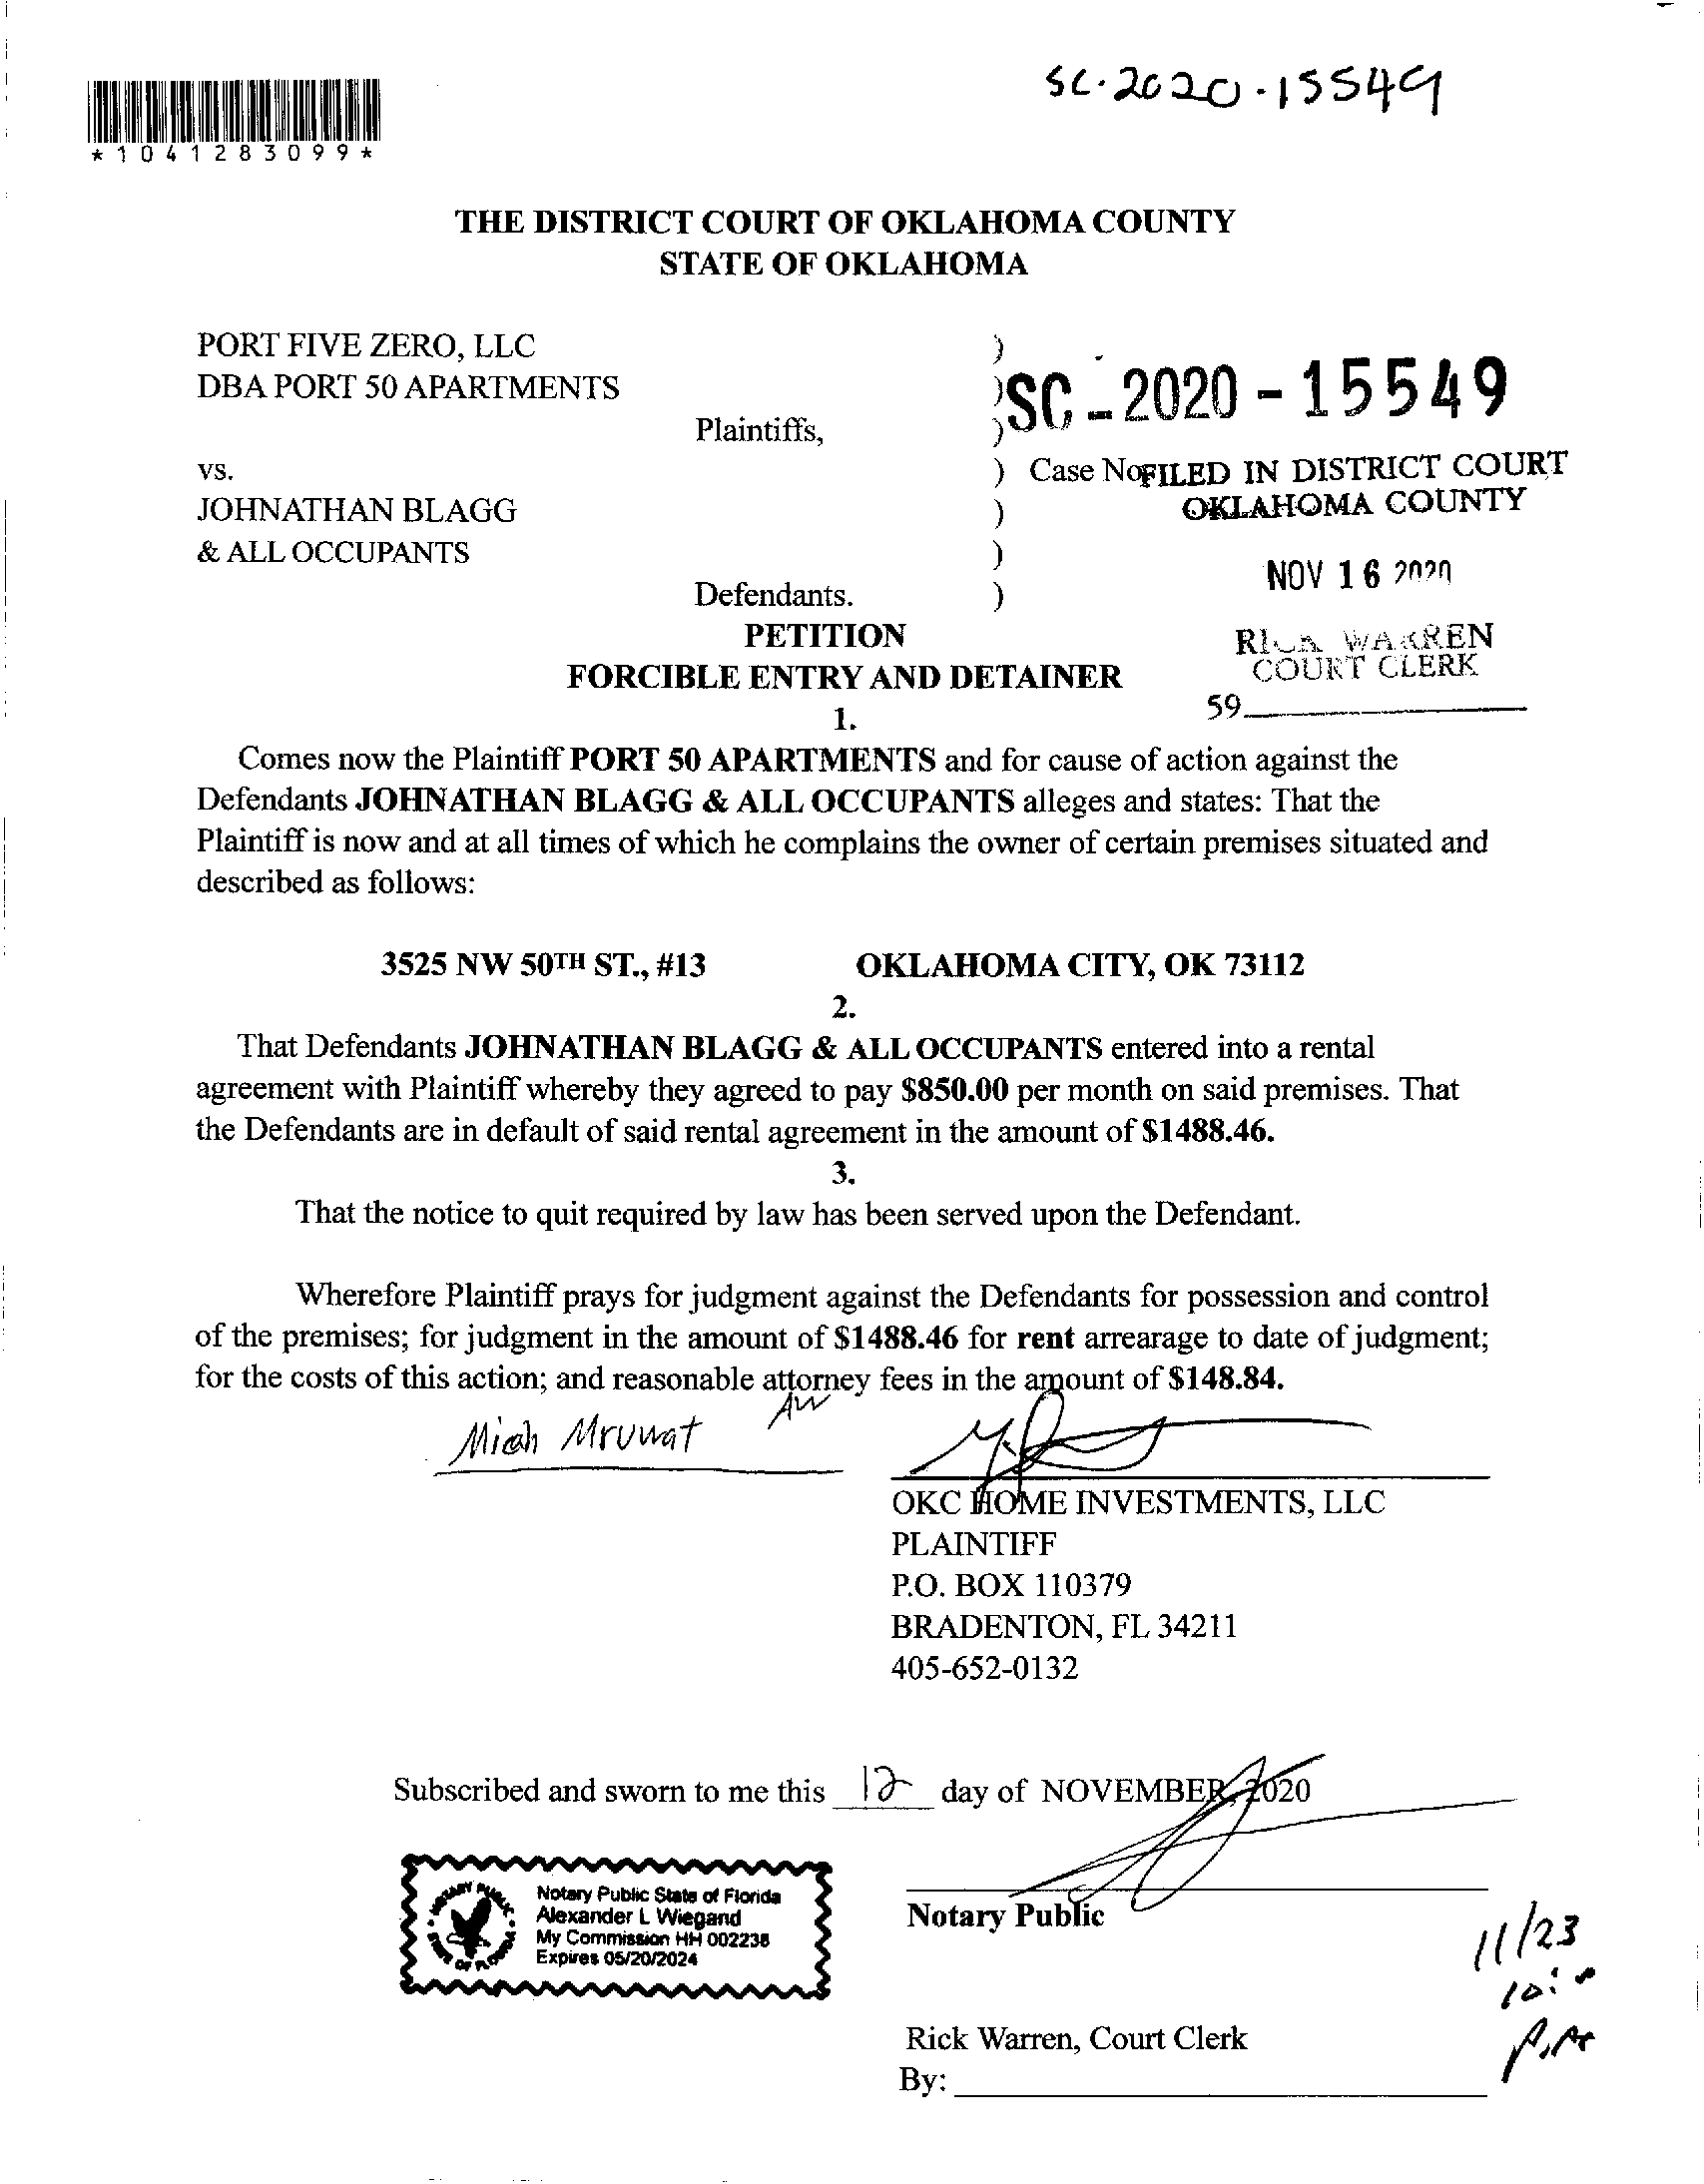 SC-2020-15549
*1041283099*
THE DISTRICT COURT OF OKLAHOMA COUNTY
STATE OF OKLAHOMA
PORT FIVE ZERO, LLC )
DBA PORT 50 APARTMENTS ) SC-2020-15549
Plaintiffs, )
vs. ) Case No FILED IN DISTRICT COURT
JOHNATHAN BLAGG ) OKLAHOMA COUNTY
& ALL OCCUPANTS )
Defendants. ) NOV 16 2020
PETITION RICK WARREN
FORCIBLE ENTRY AND DETAINER COURT CLERK
1. 59
Comes now the Plaintiff PORT 50 APARTMENTS and for cause of action against the
Defendants JOHNATHAN BLAGG & ALL OCCUPANTS alleges and states: That the
Plaintiff is now and at all times of which he complains the owner of certain premises situated and
described as follows:
3525 NW 50TH ST., #13 OKLAHOMA CITY, OK 73112
2.
That Defendants JOHNATHAN BLAGG & ALL OCCUPANTS entered into a rental
agreement with Plaintiff whereby they agreed to pay $850.00 per month on said premises. That
the Defendants are in default of said rental agreement in the amount of $1488.46.
3.
That the notice to quit required by law has been served upon the Defendant.
Wherefore Plaintiff prays for judgment against the Defendants for possession and control
of the premises; for judgment in the amount of $1488.46 for rent arrearage to date of judgment;
for the costs of this action; and reasonable attorney fees in the amount of $148.84.
AW
OKC HOME INVESTMENTS, LLC
PLAINTIFF
P.O. BOX 110379
BRADENTON, FL 34211
405-652-0132
Subscribed and sworn to me this 12 day of NOVEMBER, 2020
Notary Public State of Florida
Alexander L Wiegand
My Commission HH 002238
Expires 05/20/2024
NOTARY PUBLIC
STATE OF FLORIDA
Notary Public
11/23
Rick Warren, Court Clerk
By: